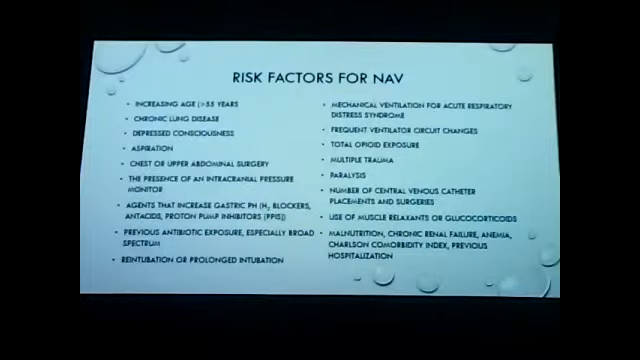 RISK FACTORS FOR NAV
• INCREASING AGE (>55 YEARS
• CHRONIC LUNG DISEASE
• DEPRESSED CONSCIOUSNESS
• ASPIRATION
• CHEST OR UPPER ABDOMINAL SURGERY
• THE PRESENCE OF AN INTRACRANIAL PRESSURE
MONITOR
• AGENTS THAT INCREASE GASTRIC PH (H2 BLOCKERS,
ANTACIDS, PROTON PUMP INHIBITORS (PPIS))
• PREVIOUS ANTIBIOTIC EXPOSURE, ESPECIALLY BROAD
SPECTRUM
• REINTUBATION OR PROLONGED INTUBATION
• MECHANICAL VENTILATION FOR ACUTE RESPIRATORY
DISTRESS SYNDROME
• FREQUENT VENTILATOR CIRCUIT CHANGES
• TOTAL OPIOID EXPOSURE
• MULTIPLE TRAUMA
• PARALYSIS
• NUMBER OF CENTRAL VENOUS CATHETER
PLACEMENTS AND SURGERIES
• USE OF MUSCLE RELAXANTS OR GLUCOCORTICOIDS
• MALNUTRITION, CHRONIC RENAL FAILURE, ANEMIA,
CHARLSON COMORBIDITY INDEX, PREVIOUS
HOSPITALIZATION